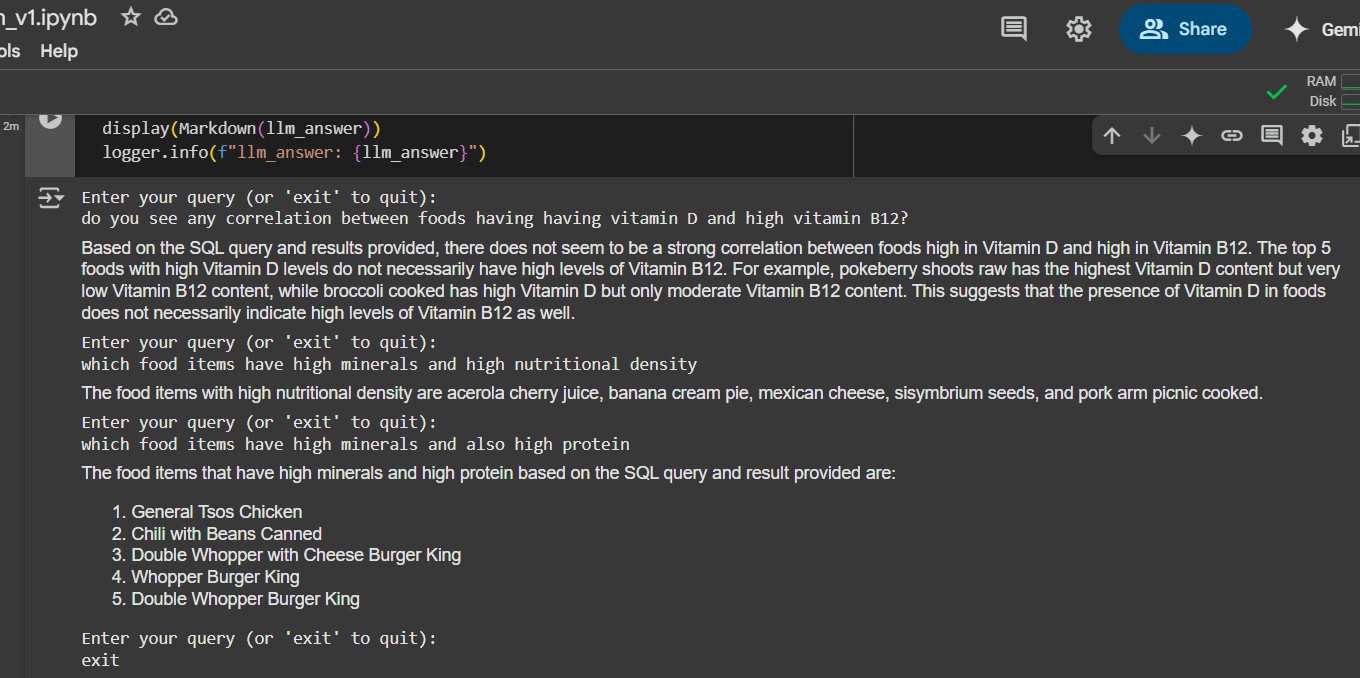 n_v1.ipynb
Share
Gemi
ols Help
RAM
Disk
2m
display(Markdown(llm_answer))
logger.info(f"llm_answer: {llm_answer}")
Enter your query (or 'exit' to quit):
do you see any correlation between foods having having vitamin D and high vitamin B12?
Based on the SQL query and results provided, there does not seem to be a strong correlation between foods high in Vitamin D and high in Vitamin B12. The top 5
foods with high Vitamin D levels do not necessarily have high levels of Vitamin B12. For example, pokeberry shoots raw has the highest Vitamin D content but very
low Vitamin B12 content, while broccoli cooked has high Vitamin D but only moderate Vitamin B12 content. This suggests that the presence of Vitamin D in foods
does not necessarily indicate high levels of Vitamin B12 as well.
Enter your query (or 'exit' to quit):
which food items have high minerals and high nutritional density
The food items with high nutritional density are acerola cherry juice, banana cream pie, mexican cheese, sisymbrium seeds, and pork arm picnic cooked.
Enter your query (or 'exit' to quit):
which food items have high minerals and also high protein
The food items that have high minerals and high protein based on the SQL query and result provided are:
1. General Tsos Chicken
2. Chili with Beans Canned
3. Double Whopper with Cheese Burger King
4. Whopper Burger King
5. Double Whopper Burger King
Enter your query (or 'exit' to quit):
exit